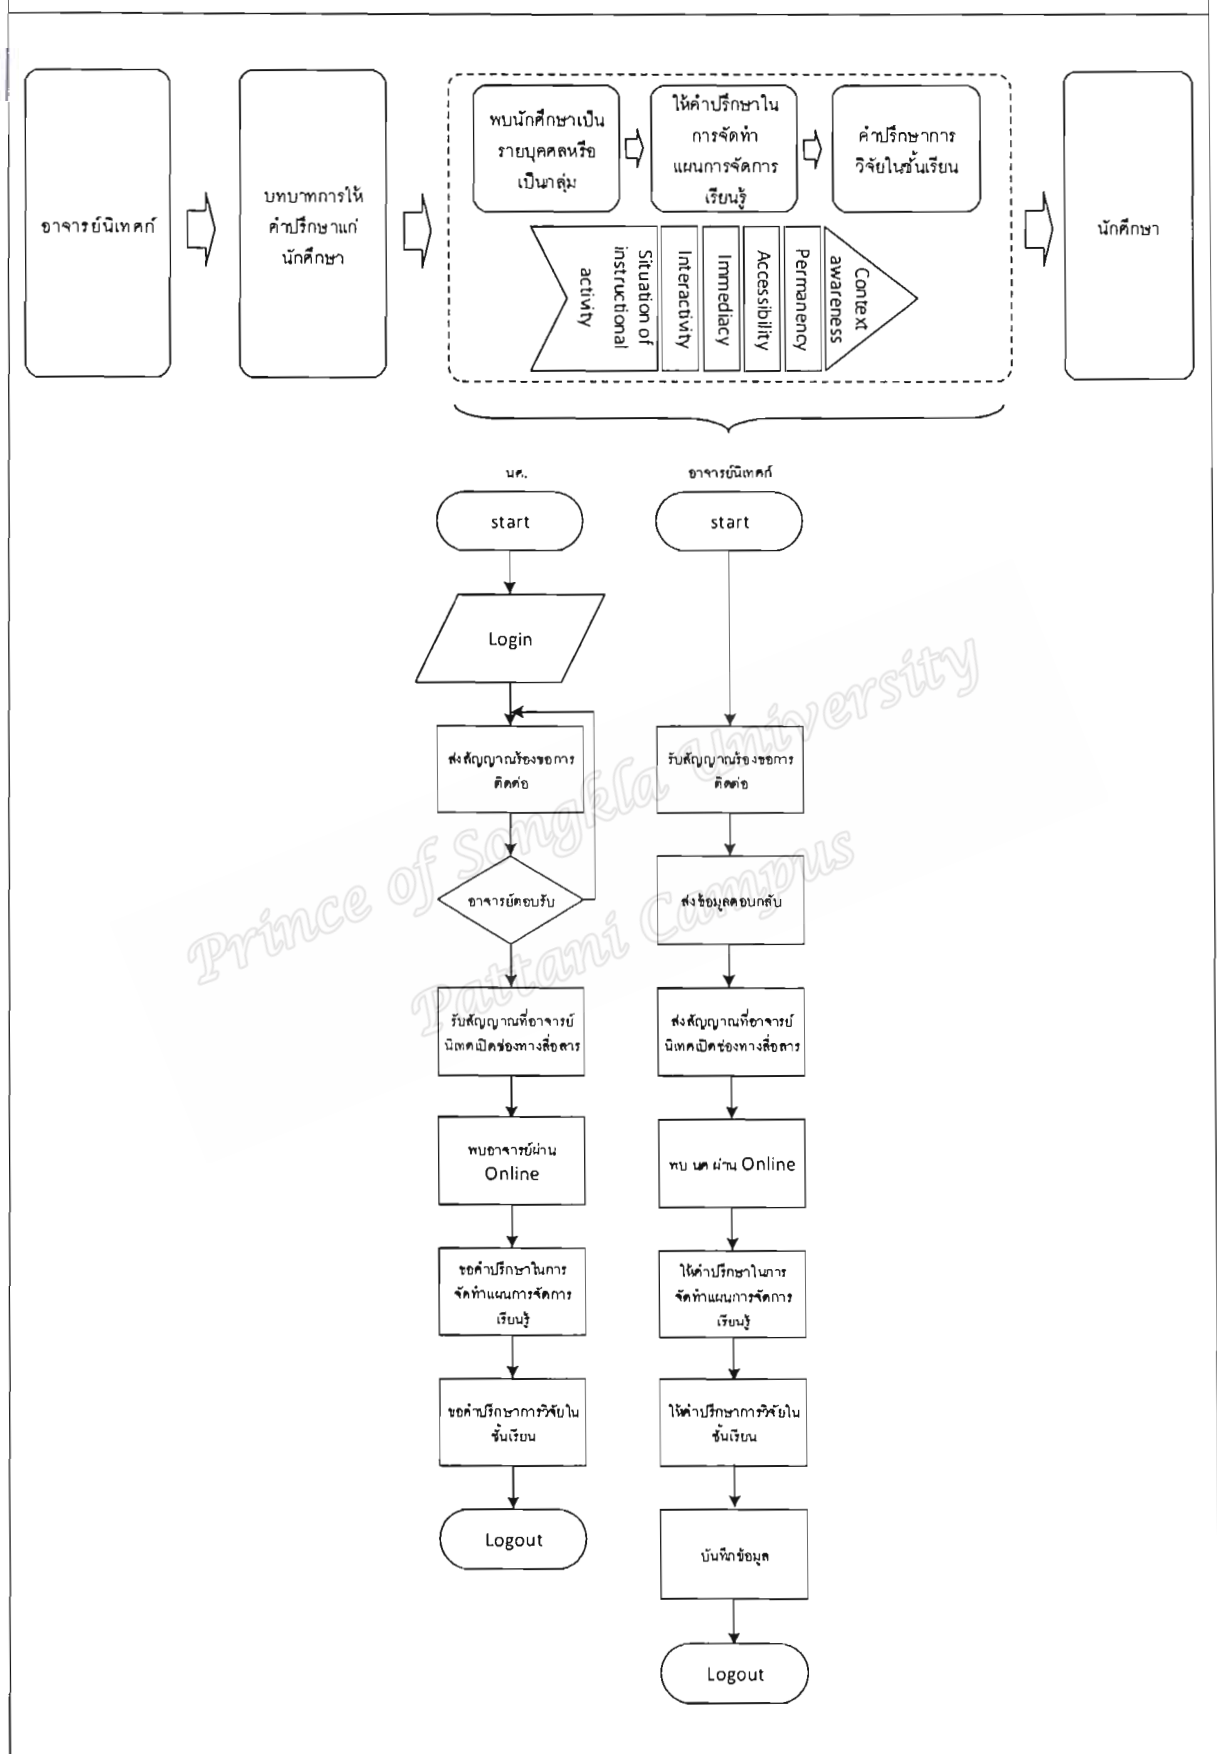 อาจารย์นิเทศก์
บทบาทการให้
คำปรึกษาแก่
นักศึกษา
พบนักศึกษาเป็น
รายบุคคลหรือ
เป็นกลุ่ม
ให้คำปรึกษาใน
การจัดทำ
แผนการจัดการ
เรียนรู้
คำปรึกษาการ
วิจัยในชั้นเรียน
Situation of
instructional
activity
Interactivity
Immediacy
Accessibility
Permanency
Context
awareness
นักศึกษา
นศ.
start
Login
ส่งสัญญาณร้องขอการ
ติดต่อ
อาจารย์ตอบรับ
รับสัญญาณที่อาจารย์
นิเทศเปิดช่องทางสื่อสาร
พบอาจารย์ผ่าน
Online
ขอคำปรึกษาในการ
จัดทำแผนการจัดการ
เรียนรู้
ขอคำปรึกษาการวิจัยใน
ชั้นเรียน
Logout
อาจารย์นิเทศก์
start
รับสัญญาณร้องขอการ
ติดต่อ
ส่งข้อมูลตอบกลับ
ส่งสัญญาณที่อาจารย์
นิเทศเปิดช่องทางสื่อสาร
พบ นศ ผ่าน Online
ให้คำปรึกษาในการ
จัดทำแผนการจัดการ
เรียนรู้
ให้คำปรึกษาการวิจัยใน
ชั้นเรียน
บันทึกข้อมูล
Logout
Prince of Songkla University
Pattani Campus